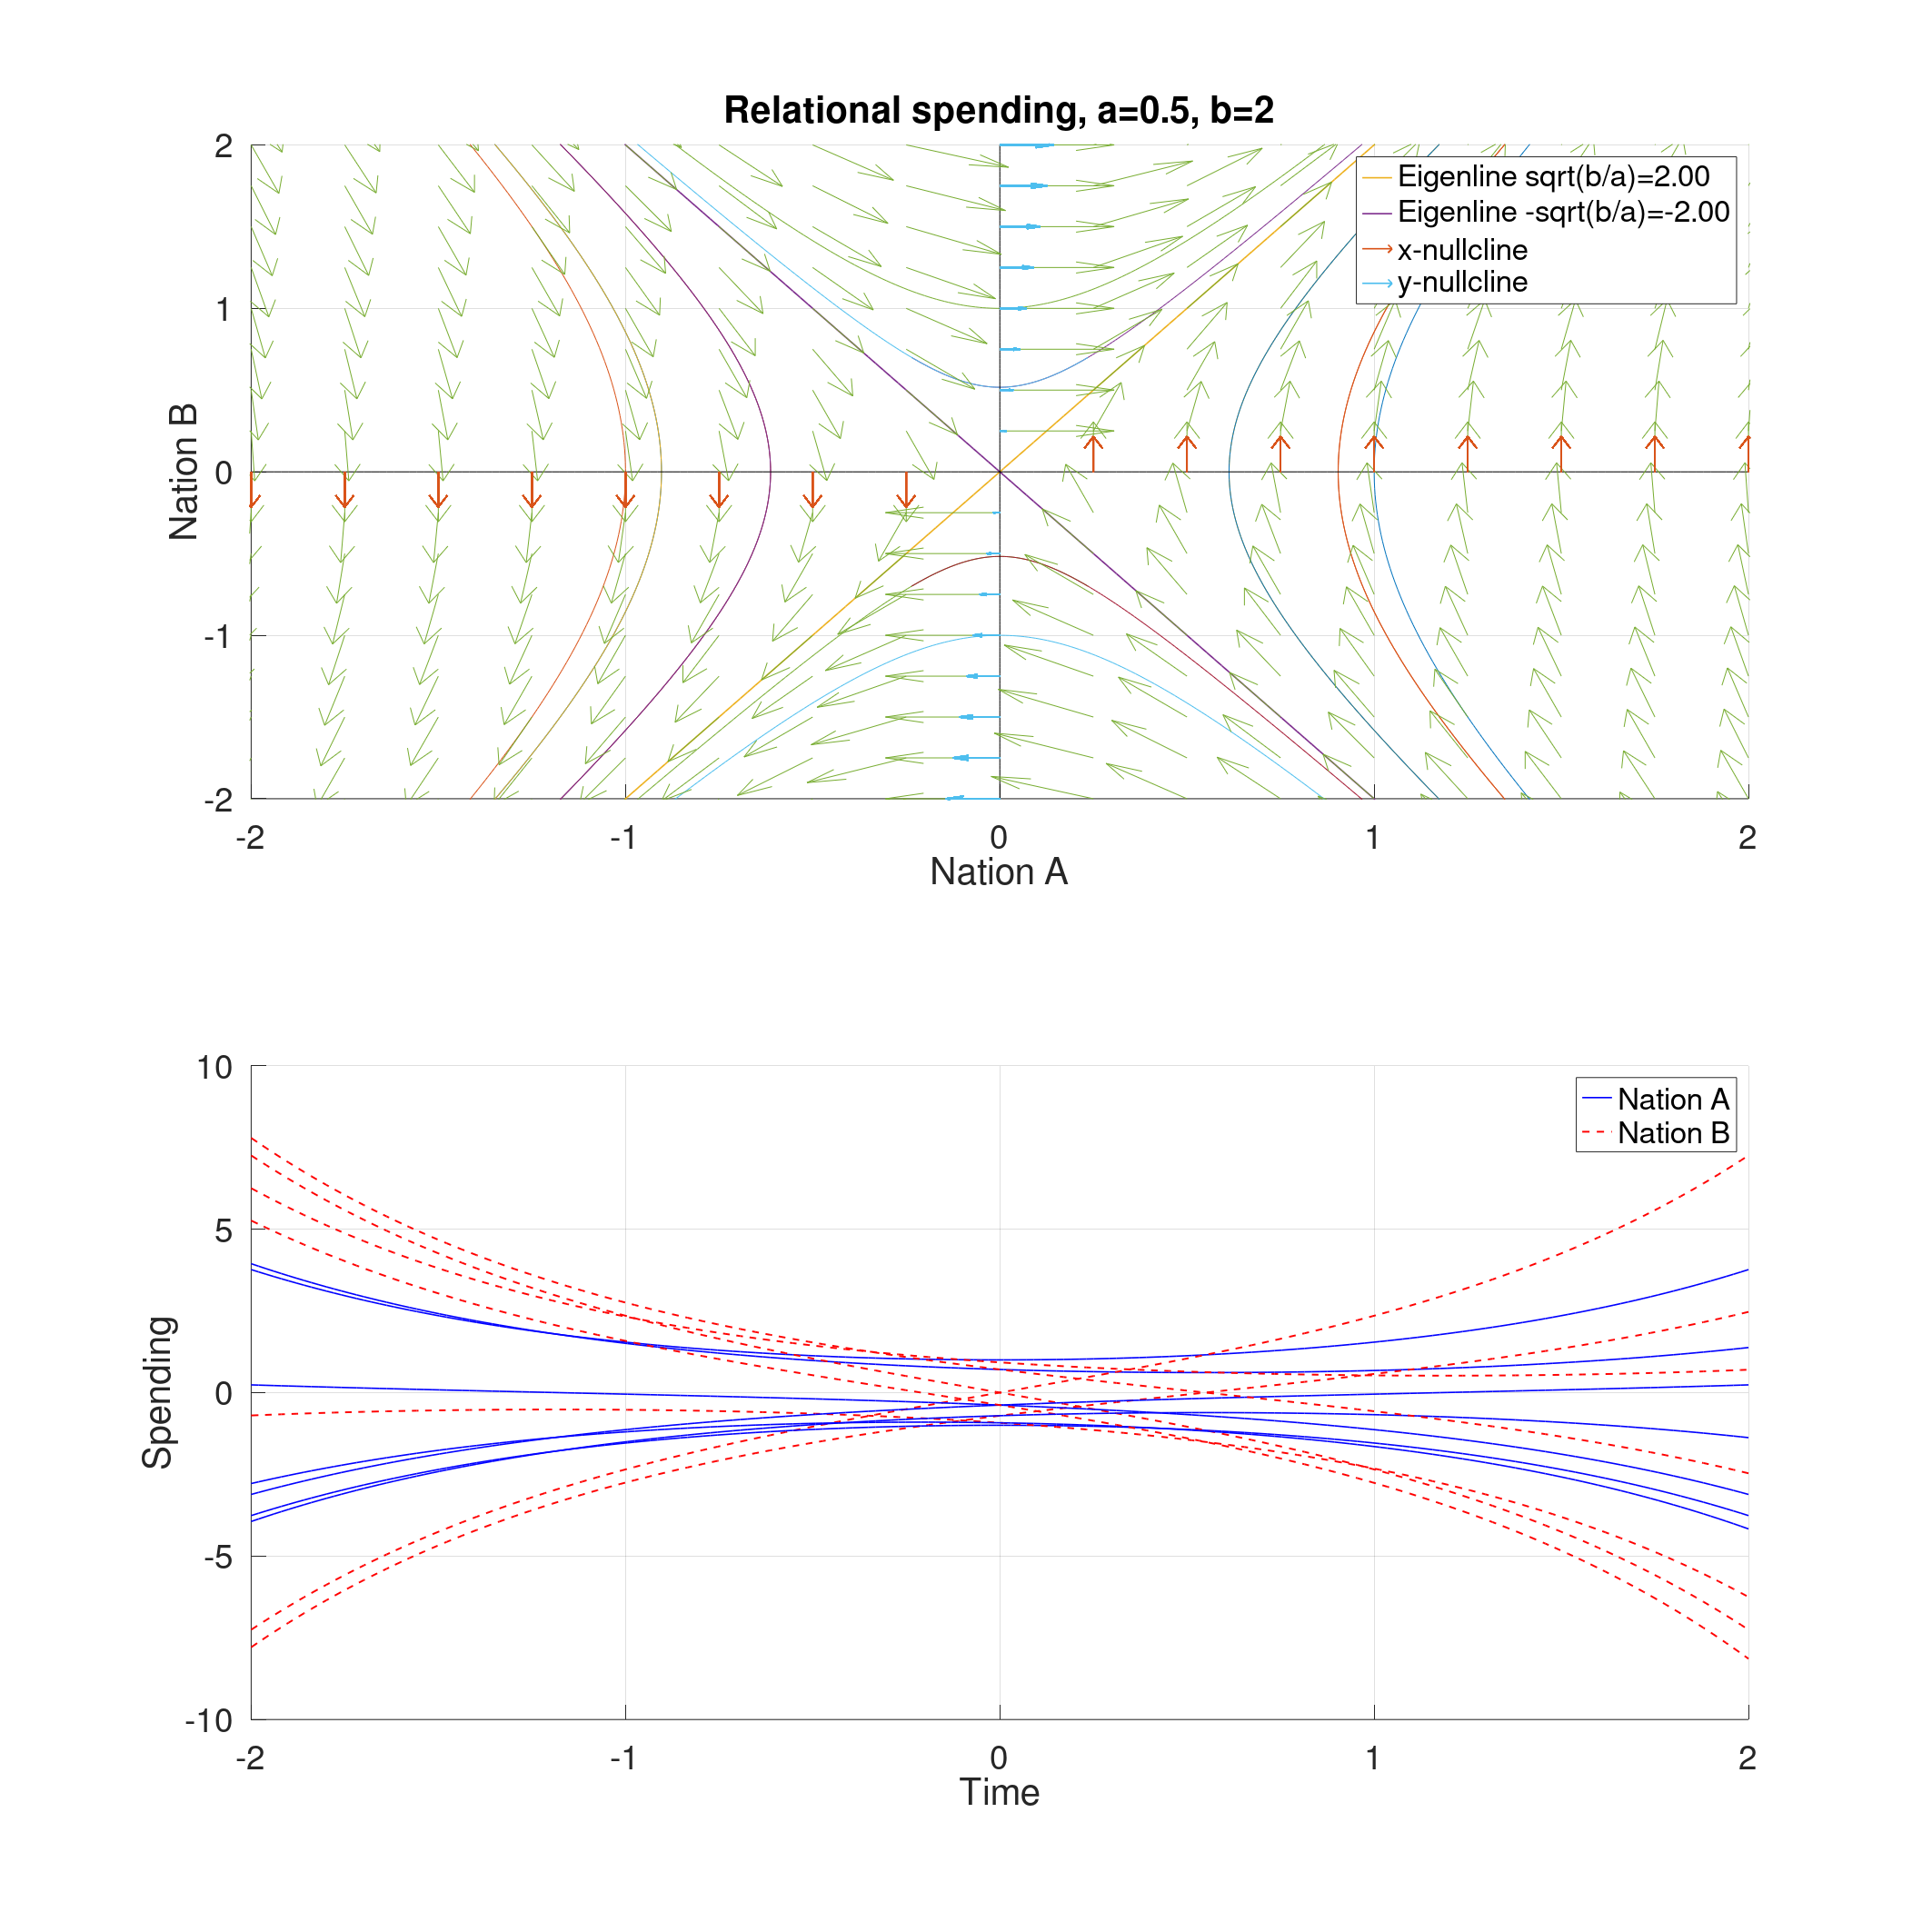 Relational spending, a=0.5, b=2
Eigenline sqrt(b/a)=2.00
Eigenline -sqrt(b/a)=-2.00
x-nullcline
y-nullcline
2
1
0
-1
-2
Nation B
-2
-1
0
1
2
Nation A
Nation A
Nation B
10
5
0
-5
-10
Spending
-2
-1
0
1
2
Time